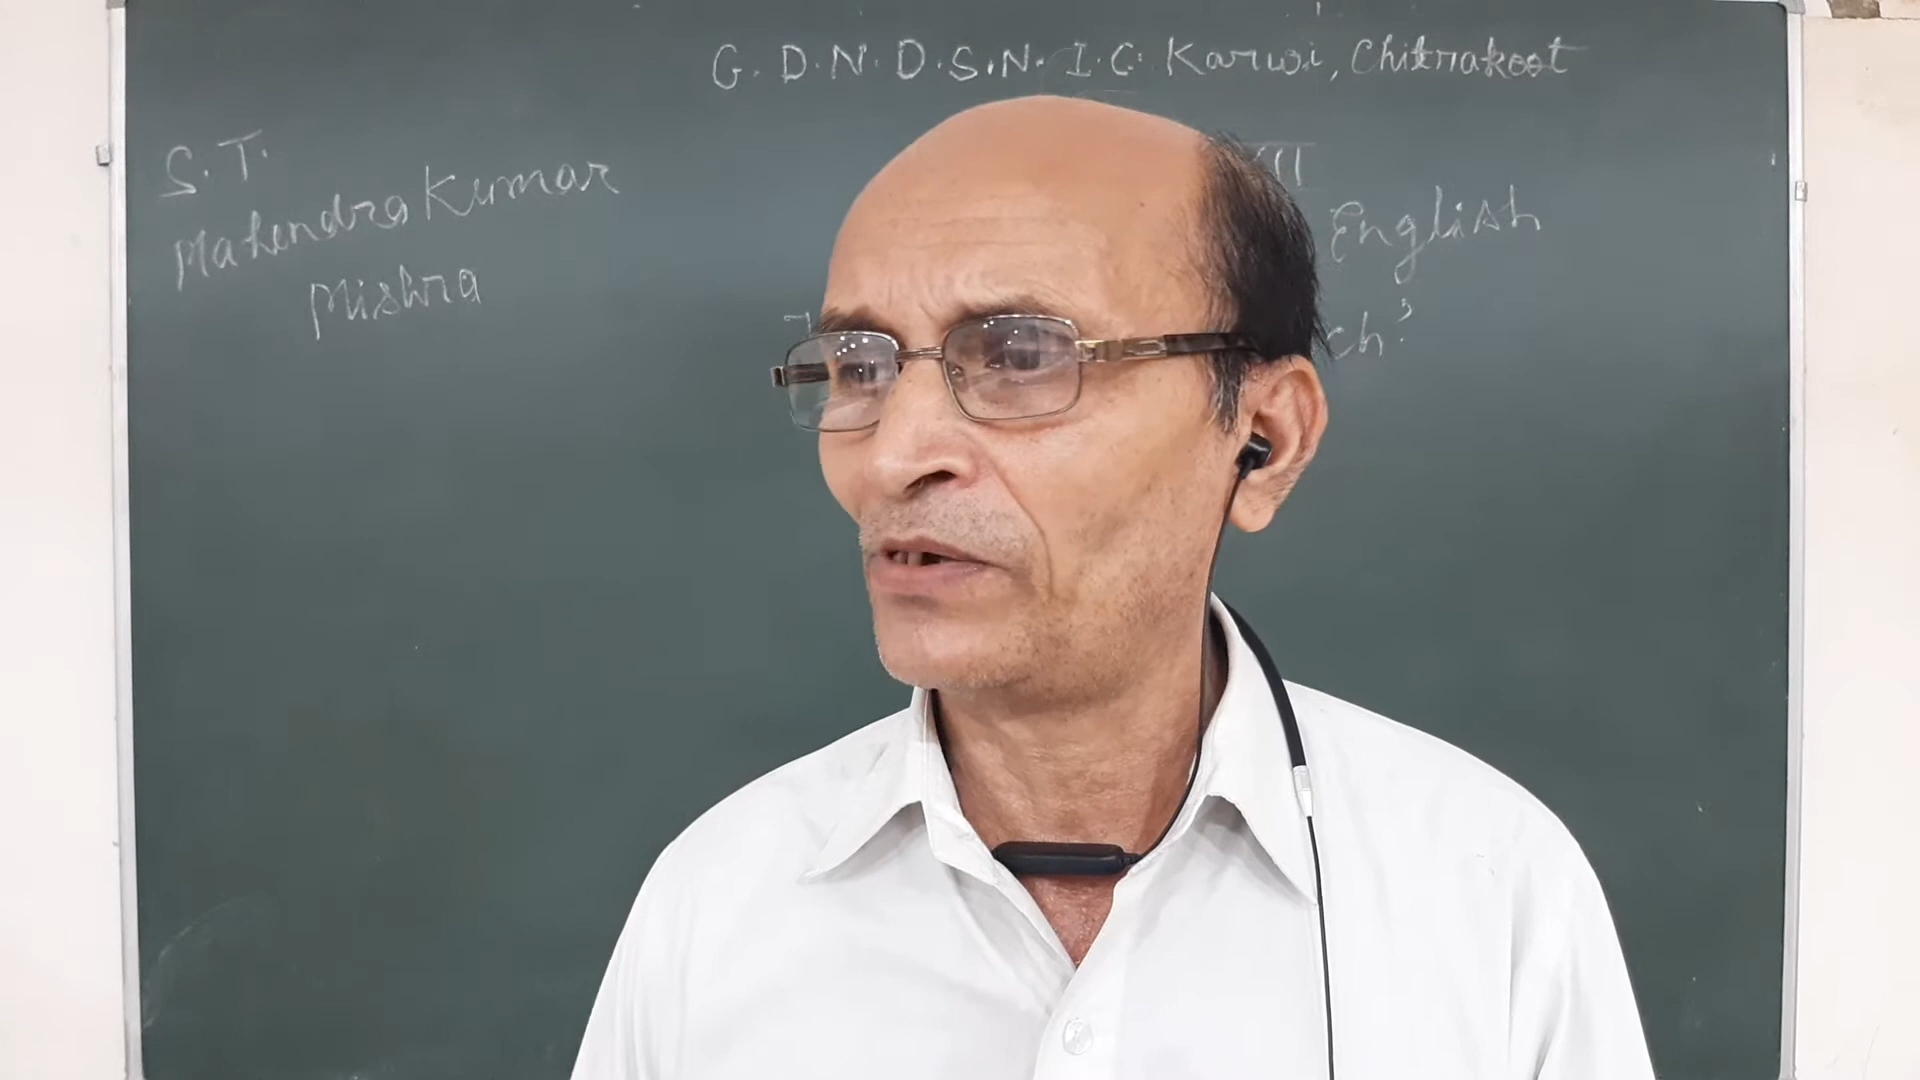 G.D.N.D.S.N.I.C. Karwi, Chitrakoot
S.T.
Mahendra Kumar
Mishra
English